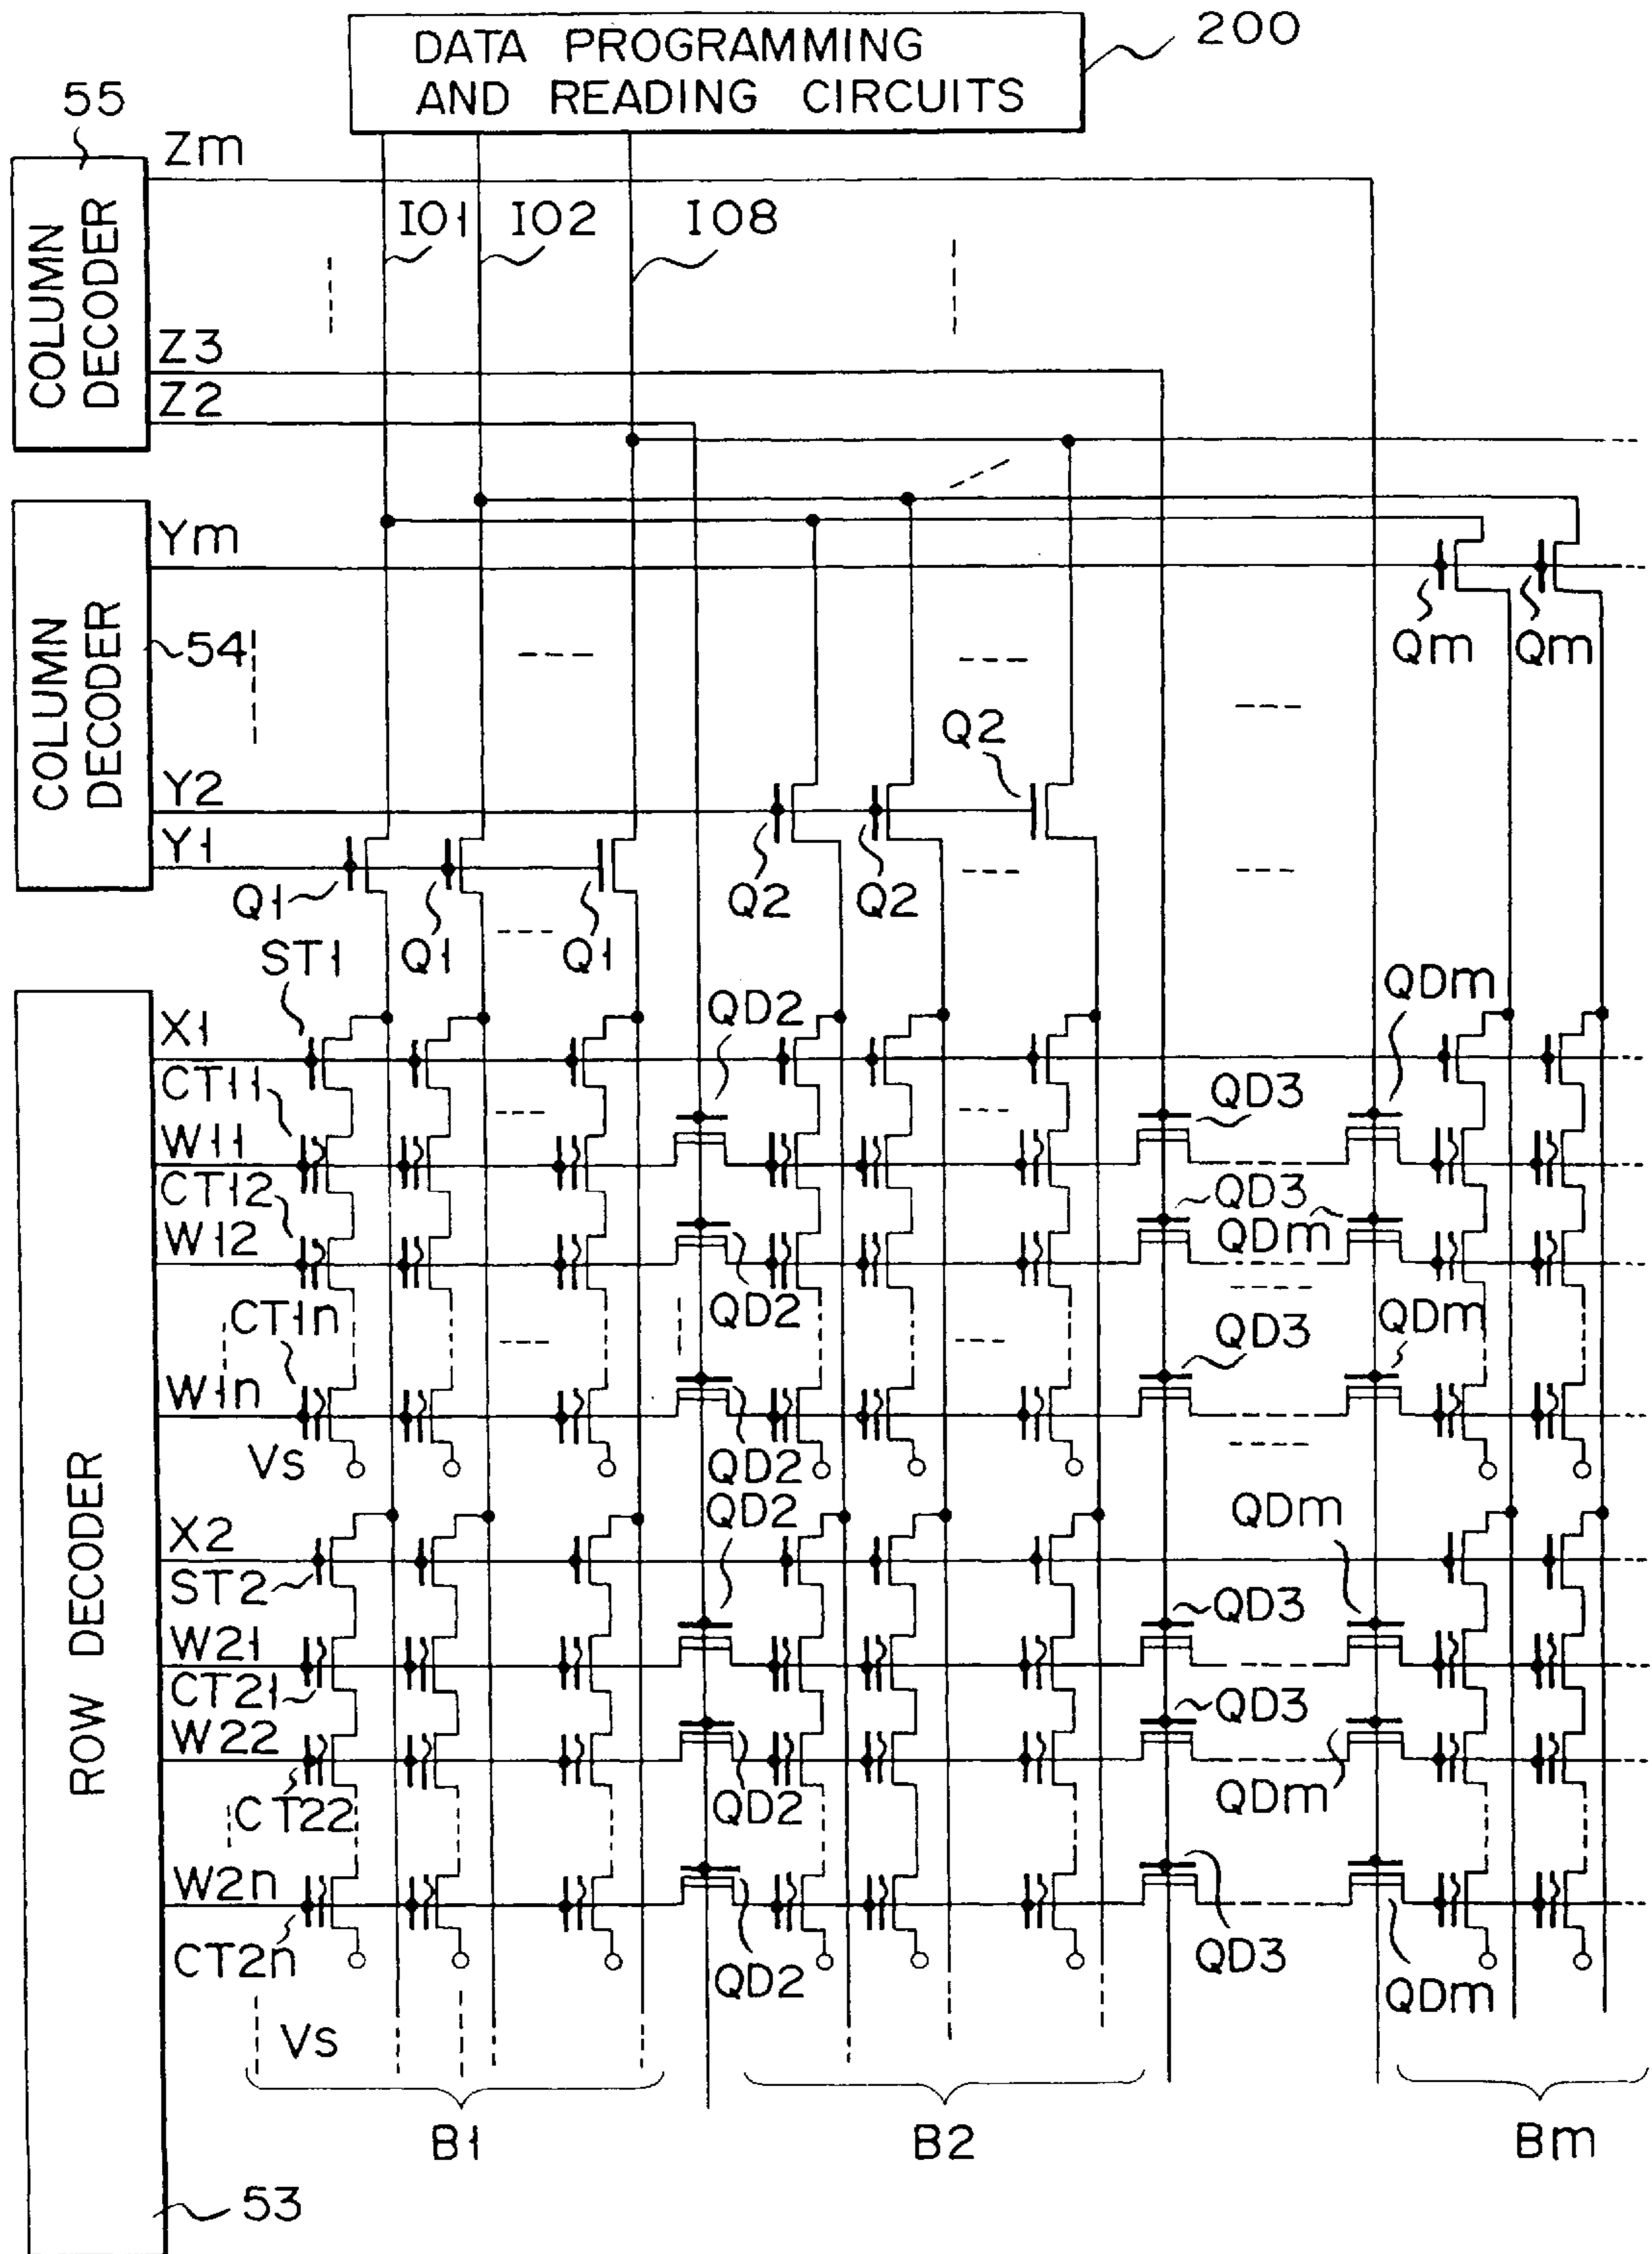 DATA PROGRAMMING
AND READING CIRCUITS
200
55
Zm
COLUMN
DECODER
IO1
IO2
IO8
Z3
Z2
Ym
COLUMN
DECODER
54
Qm
Qm
Q2
Y2
Y1
Q1
Q1
Q1
Q2
Q2
ST1
X1
QD2
QDm
CT11
QD3
W11
CT12
QD3
W12
QDm
CT1n
QD2
QDm
QD3
W1n
Vs
QD2
QD2
QDm
X2
ST2
QD3
W21
CT21
QD3
W22
CT22
QD2
QDm
W2n
CT2n
QD2
QD3
QDm
Vs
B1
B2
Bm
ROW DECODER
53